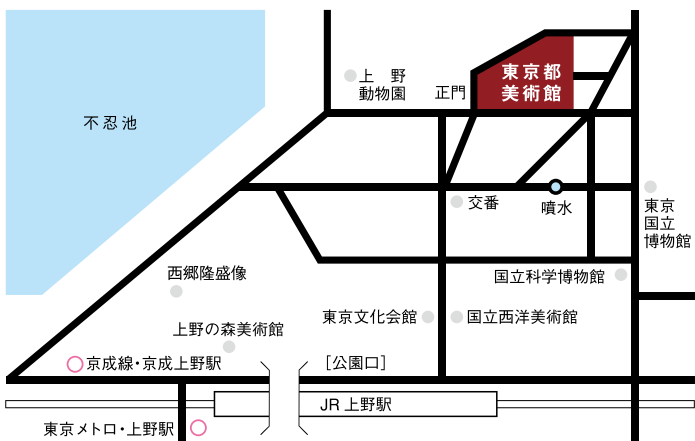 上野
動物園
正門
東京都
美術館
不忍池
交番
噴水
東京
国立
博物館
西郷隆盛像
国立科学博物館
上野の森美術館
東京文化会館
国立西洋美術館
京成線・京成上野駅
［公園口］
JR 上野駅
東京メトロ・上野駅